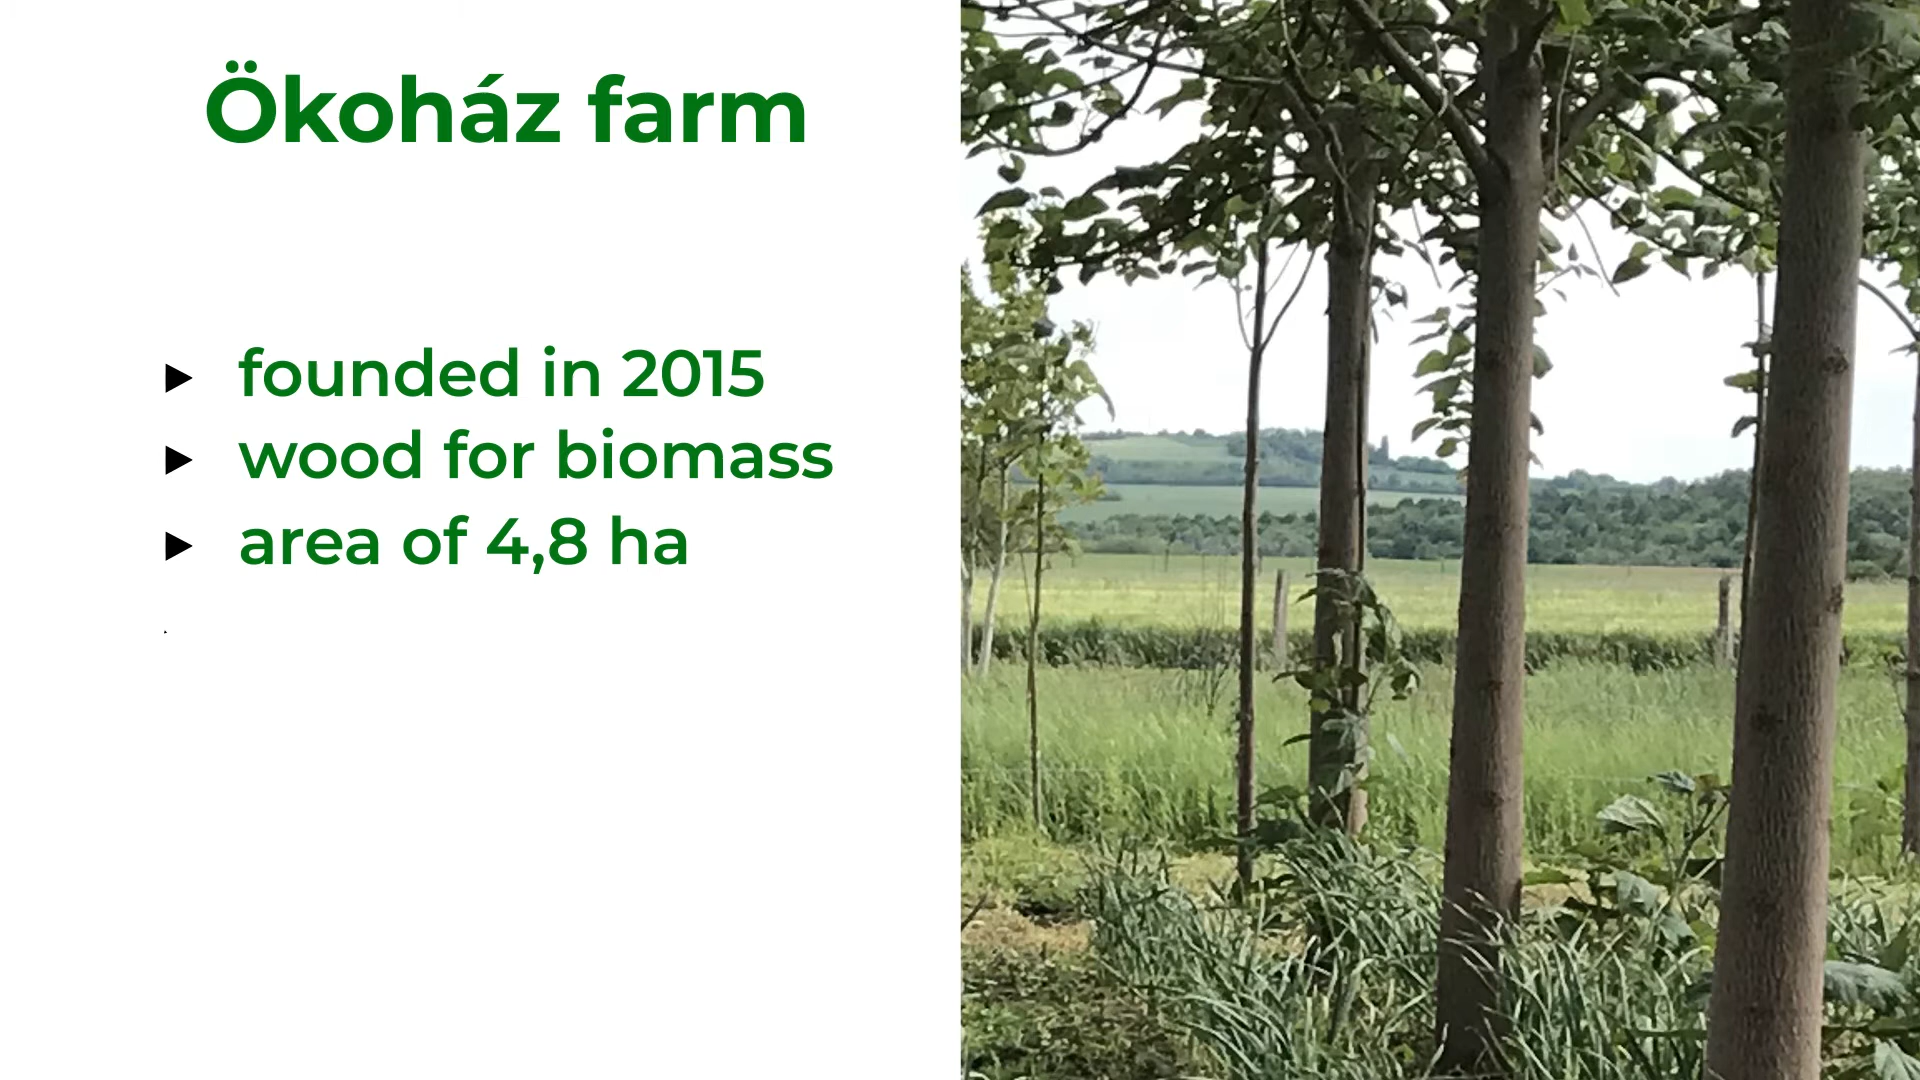 Ökoház farm
► founded in 2015
► wood for biomass
► area of 4,8 ha